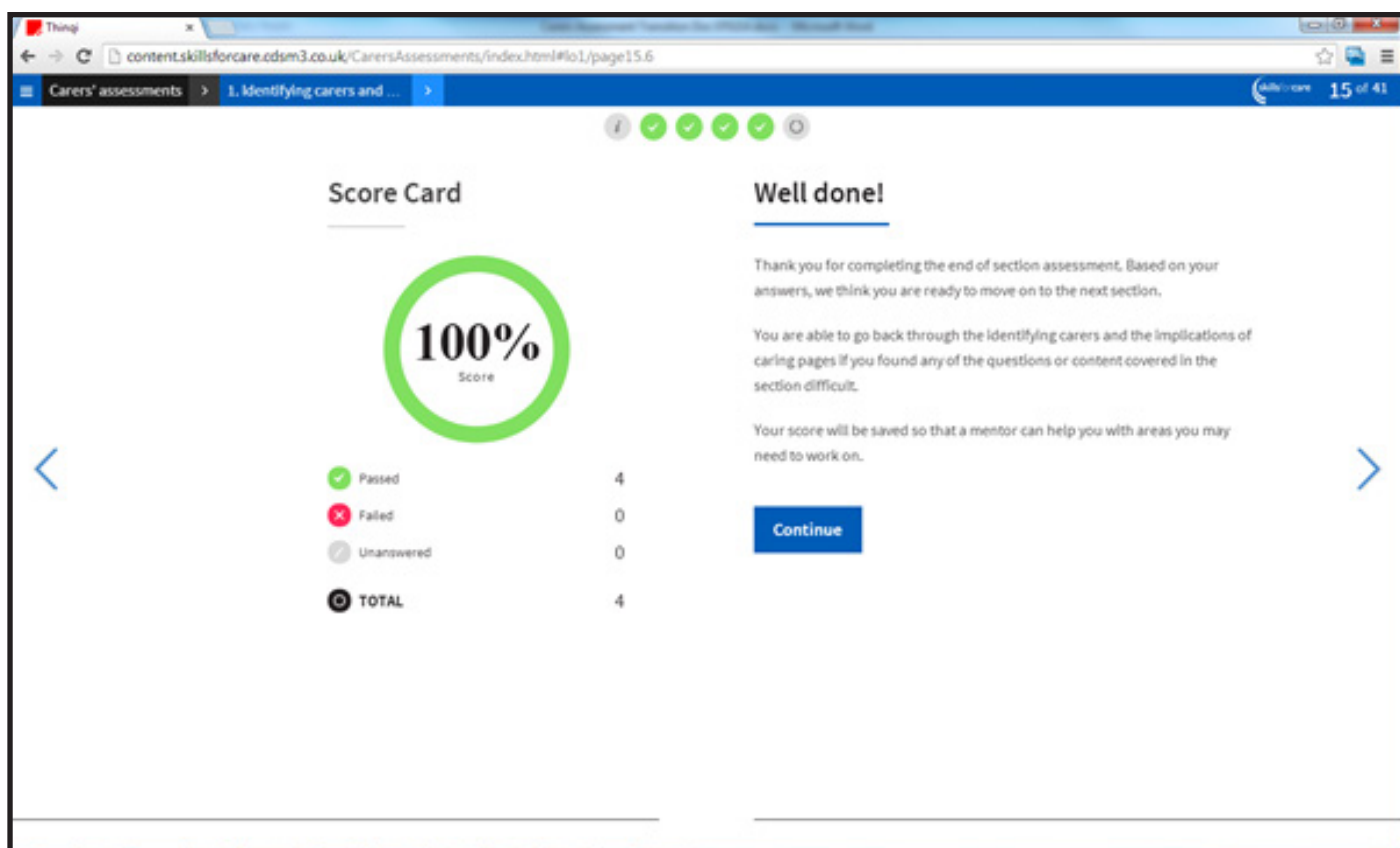 Thinqi
content.skillsforcare.cdsm3.co.uk/CarersAssessments/index.html#lo1/page15.6
Carers' assessments > 1. Identifying carers and ... >
skills for care 15 of 41
Score Card
100%
Score
Passed 4
Failed 0
Unanswered 0
TOTAL 4
Well done!
Thank you for completing the end of section assessment. Based on your
answers, we think you are ready to move on to the next section.
You are able to go back through the identifying carers and the implications of
caring pages if you found any of the questions or content covered in the
section difficult.
Your score will be saved so that a mentor can help you with areas you may
need to work on.
Continue